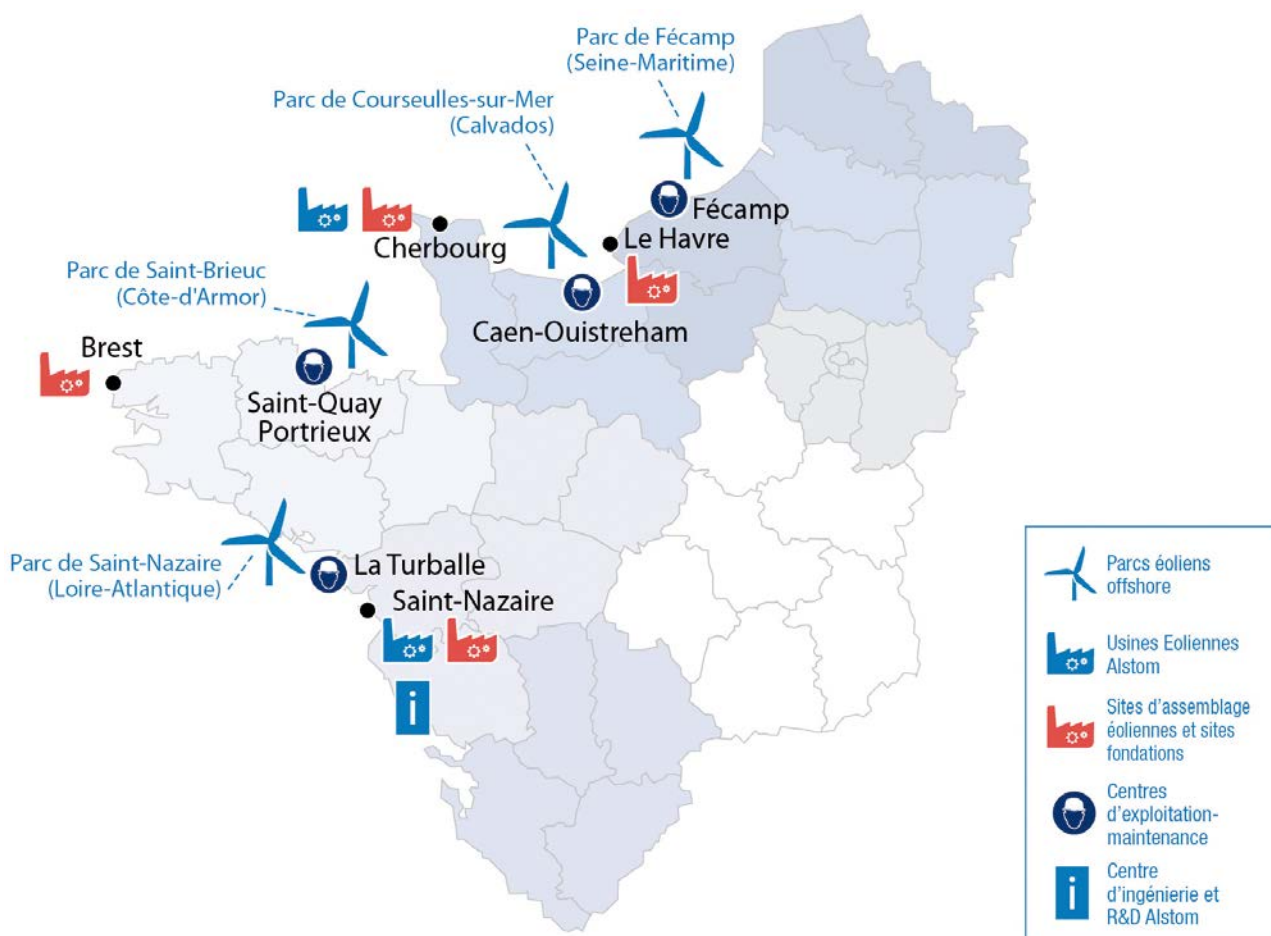 Parc de Fécamp
(Seine-Maritime)
Parc de Courseulles-sur-Mer
(Calvados)
Fécamp
Le Havre
Cherbourg
Parc de Saint-Brieuc
(Côte-d'Armor)
Caen-Ouistreham
Brest
Saint-Quay
Portrieux
Parc de Saint-Nazaire
(Loire-Atlantique)
La Turballe
Saint-Nazaire
i
Parcs éoliens
offshore
Usines Eoliennes
Alstom
Sites d'assemblage
éoliennes et sites
fondations
Centres
d'exploitation-
maintenance
i
Centre
d'ingénierie et
R&D Alstom